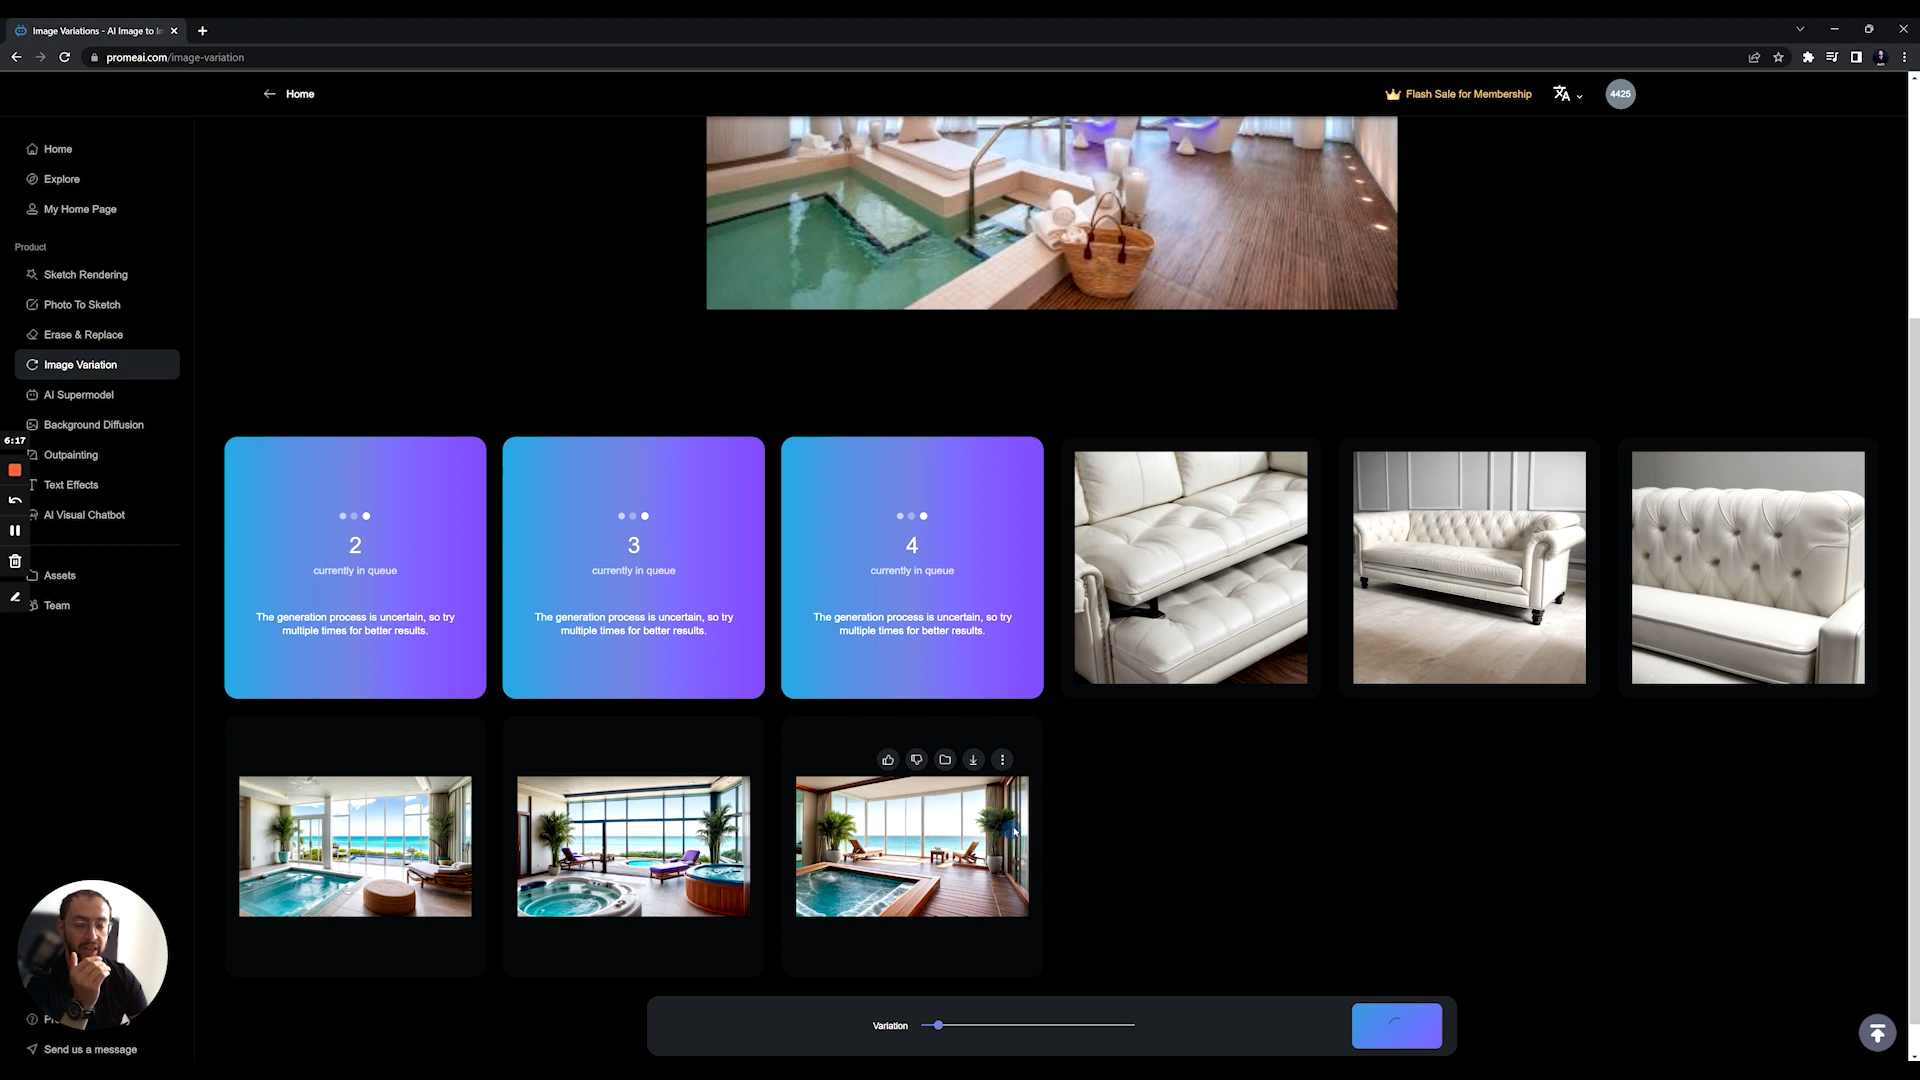 Image Variations - AI Image to Im
promeai.com/image-variation
Home
Flash Sale for Membership
4425
Home
Explore
My Home Page
Product
Sketch Rendering
Photo To Sketch
Erase & Replace
Image Variation
AI Supermodel
Background Diffusion
6:17
Outpainting
Text Effects
AI Visual Chatbot
Assets
Team
Send us a message
2
currently in queue
The generation process is uncertain, so try
multiple times for better results.
3
currently in queue
The generation process is uncertain, so try
multiple times for better results.
4
currently in queue
The generation process is uncertain, so try
multiple times for better results.
Variation